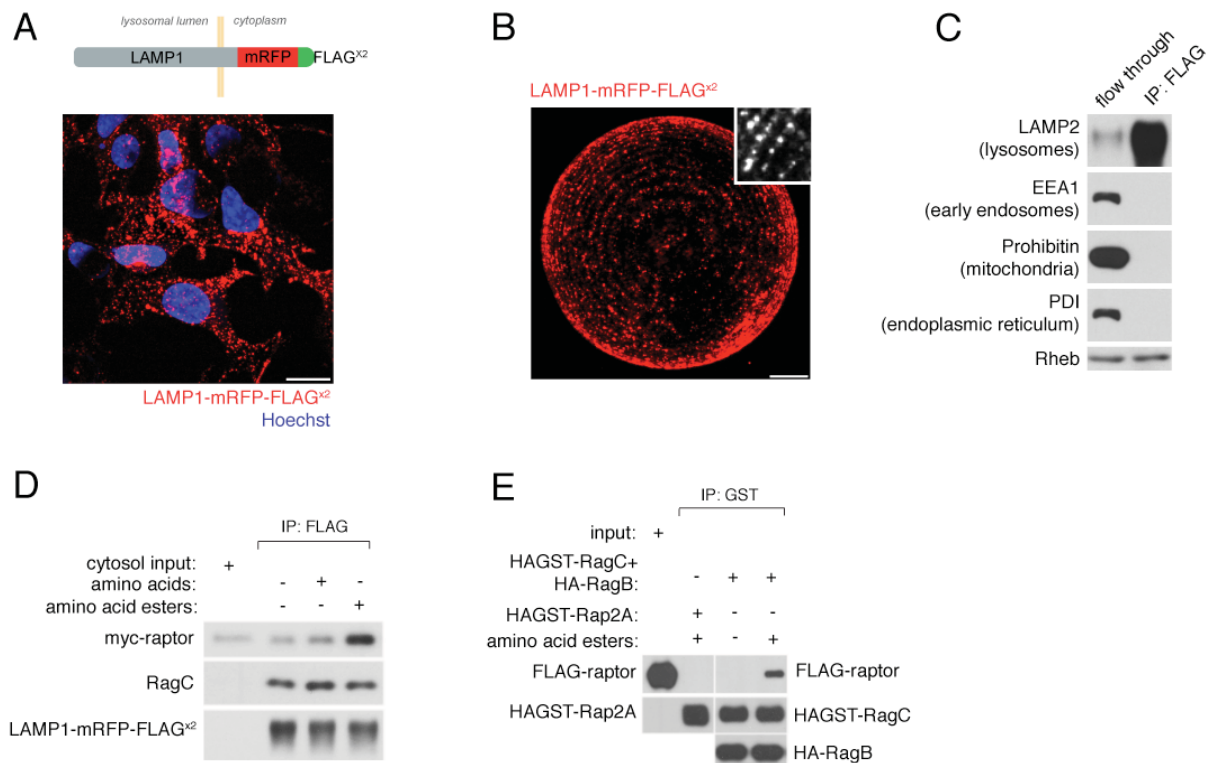 A
lysosomal lumen cytoplasm
LAMP1 mRFP FLAGX2
LAMP1-mRFP-FLAGx2
Hoechst
B
LAMP1-mRFP-FLAGx2
C
flow through
IP: FLAG
LAMP2
(lysosomes)
EEA1
(early endosomes)
Prohibitin
(mitochondria)
PDI
(endoplasmic reticulum)
Rheb
D
IP: FLAG
cytosol input: +
amino acids: - + -
amino acid esters: - - +
myc-raptor
RagC
LAMP1-mRFP-FLAGx2
E
IP: GST
input: +
HAGST-RagC+
HA-RagB: - + +
HAGST-Rap2A: + - -
amino acid esters: + - +
FLAG-raptor FLAG-raptor
HAGST-Rap2A HAGST-RagC
HA-RagB